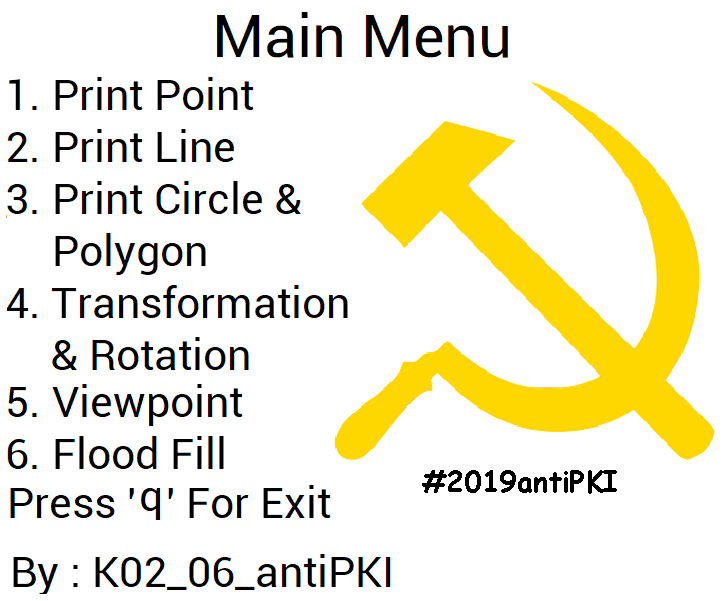 Main Menu
1. Print Point
2. Print Line
3. Print Circle &
Polygon
4. Transformation
& Rotation
5. Viewpoint
6. Flood Fill
Press 'q' For Exit
#2019antiPKI
By : K02_06_antiPKI